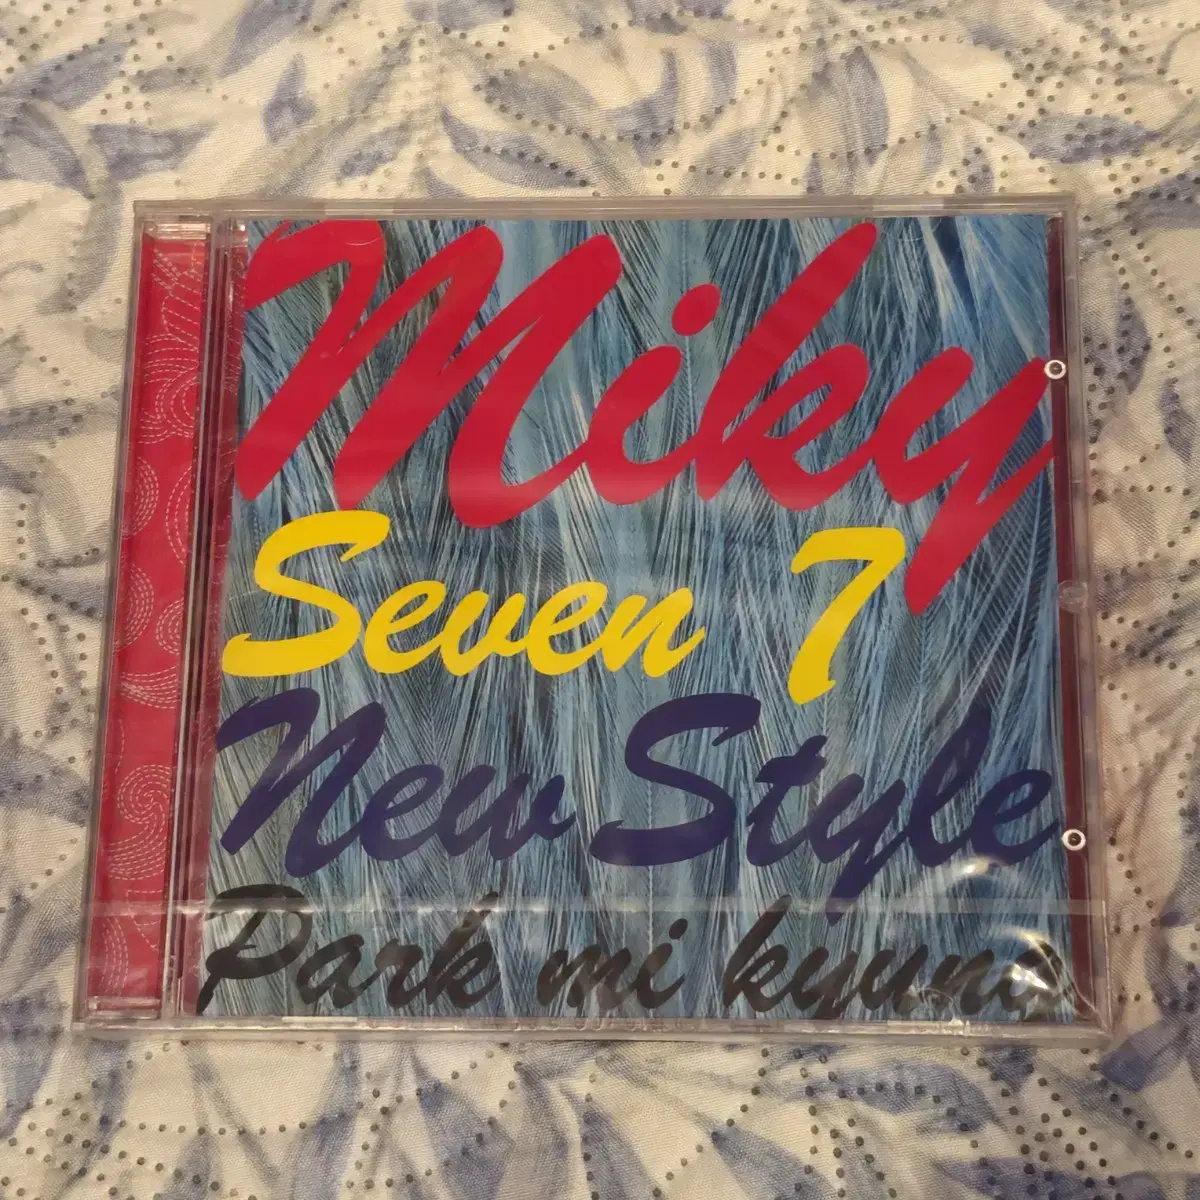 Miky
Seven 7
New Style
Park mi kyung